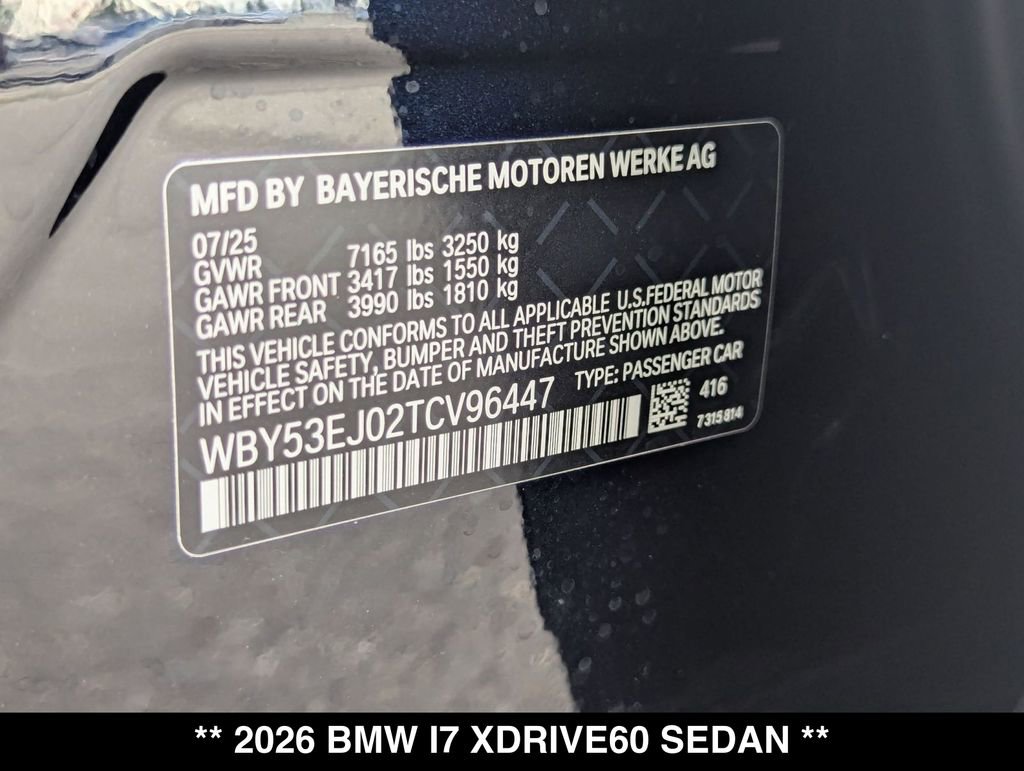 MFD BY BAYERISCHE MOTOREN WERKE AG
07/25
GVWR 7165 lbs 3250 kg
GAWR FRONT 3417 lbs 1550 kg
GAWR REAR 3990 lbs 1810 kg
THIS VEHICLE CONFORMS TO ALL APPLICABLE U.S.FEDERAL MOTOR
VEHICLE SAFETY, BUMPER AND THEFT PREVENTION STANDARDS
IN EFFECT ON THE DATE OF MANUFACTURE SHOWN ABOVE.
WBY53EJ02TCV96447 TYPE: PASSENGER CAR
416
7315814
** 2026 BMW I7 XDRIVE60 SEDAN **